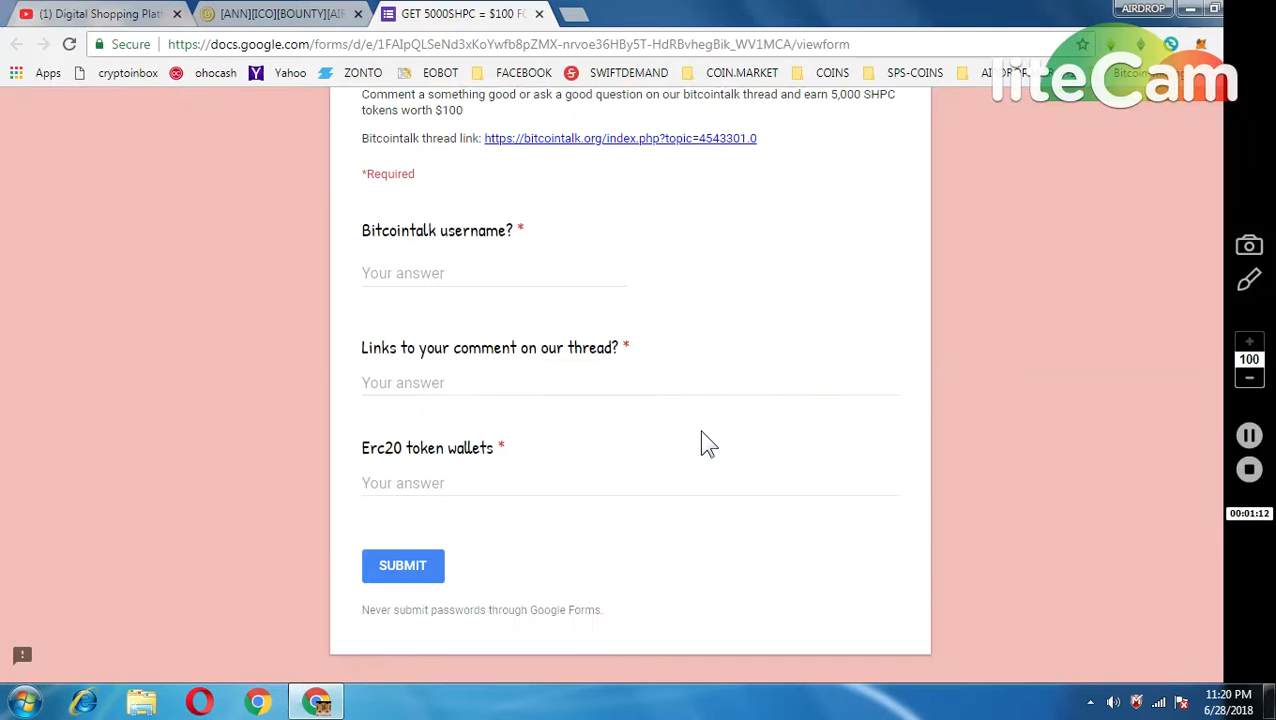 (1) Digital Shopping Platf
[ANN][ICO][BOUNTY][AIR
GET 5000SHPC = $100 FO
AIRDROP
Secure
https://docs.google.com/forms/d/e/1FAIpQLSeNd3xKoYwfb8pZMX-nrvoe36HBy5T-HdRBvhegBik_WV1MCA/viewform
Apps
cryptoinbox
ohocash
Yahoo
ZONTO
EOBOT
FACEBOOK
SWIFTDEMAND
COIN.MARKET
COINS
SPS-COINS
liteCam
Comment a something good or ask a good question on our bitcointalk thread and earn 5,000 SHPC
tokens worth $100
Bitcointalk thread link: https://bitcointalk.org/index.php?topic=4543301.0
*Required
Bitcointalk username? *
Your answer
Links to your comment on our thread? *
Your answer
Erc20 token wallets *
Your answer
SUBMIT
Never submit passwords through Google Forms.
100
00:01:12
11:20 PM
6/28/2018